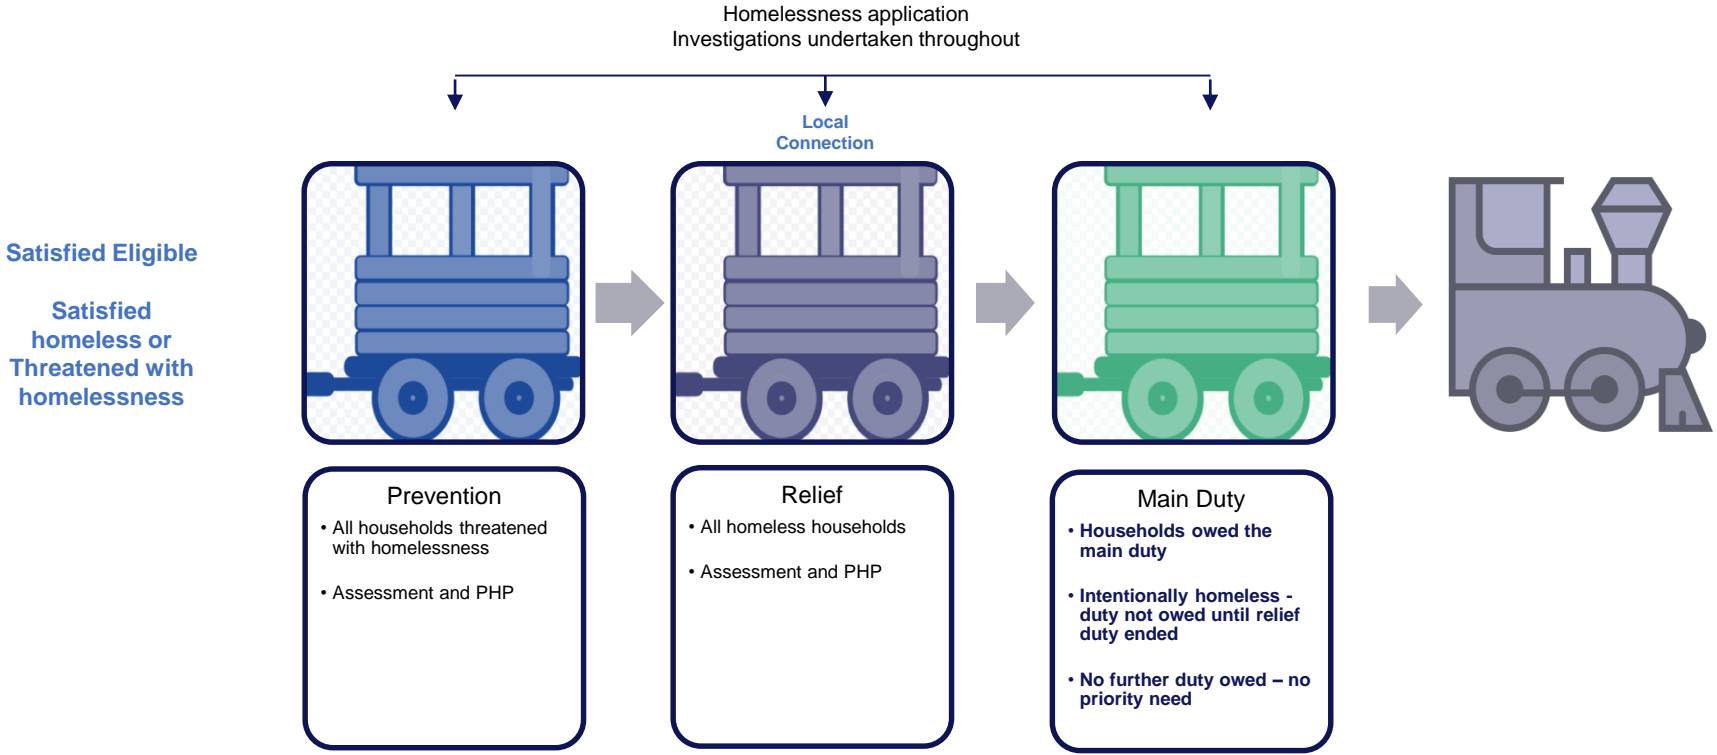 Homelessness application
Investigations undertaken throughout
Local
Connection
Satisfied Eligible
Satisfied
homeless or
Threatened with
homelessness
Prevention
• All households threatened
with homelessness
• Assessment and PHP
Relief
• All homeless households
• Assessment and PHP
Main Duty
• Households owed the
main duty
• Intentionally homeless -
duty not owed until relief
duty ended
• No further duty owed – no
priority need